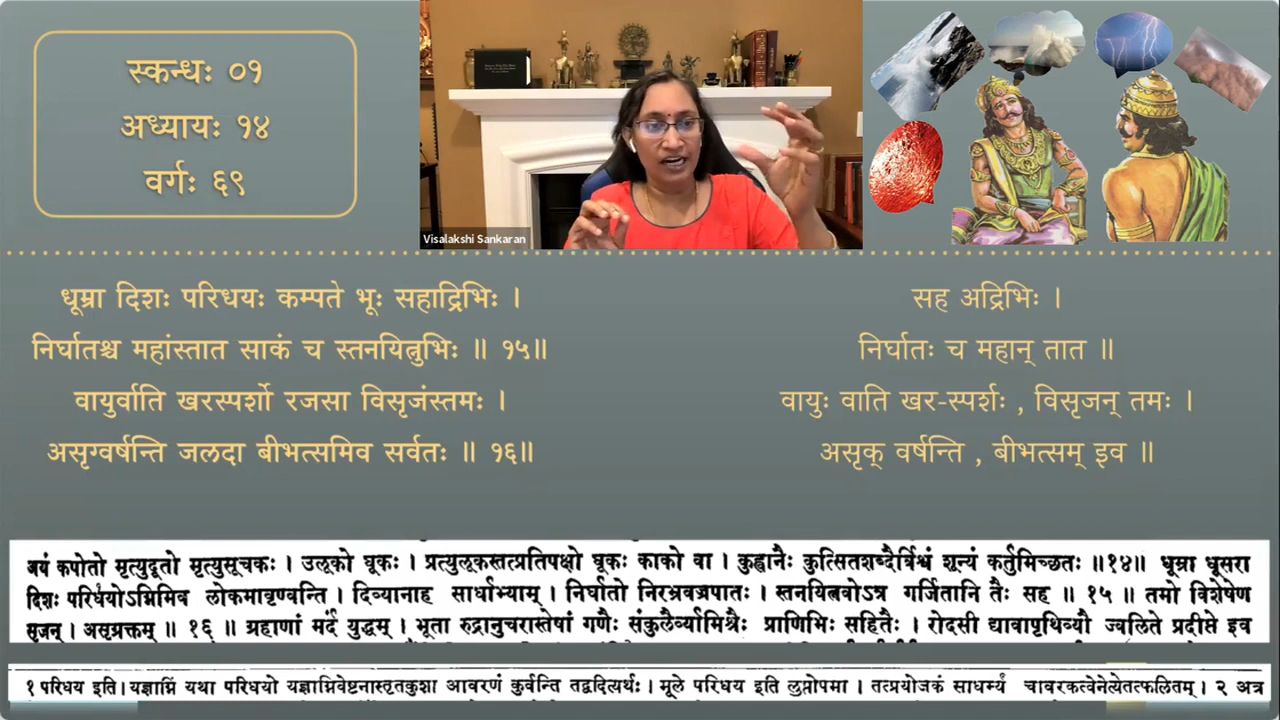 स्कन्धः ०१
अध्यायः १४
वर्गः ६९
Visalakshi Sankaran
धूम्रा दिशः परिधयः कम्पते भूः सहाद्रिभिः ।
निर्घातश्च महांस्तात साकं च स्तनयित्नुभिः ॥ १५॥
वायुर्वाति खरस्पर्शो रजसा विसृजंस्तमः ।
असृग्वर्षन्ति जलदा बीभत्समिव सर्वतः ॥ १६॥
सह अद्रिभिः ।
निर्घातः च महान् तात ॥
वायुः वाति खर-स्पर्शः , विसृजन् तमः ।
असृक् वर्षन्ति , बीभत्सम् इव ॥
अयं कपोतो मृत्युदूतो मृत्युसूचकः । उलूको घूकः । प्रत्युलूकस्तत्प्रतिपक्षो घूकः काको वा । कुह्वानैः कुत्सितशब्दैर्विश्वं शून्यं कर्तुमिच्छतः ॥१४॥ धूम्रा धूसरा
दिशः परिधयोऽग्निमिव लोकमावृण्वन्ति । दिव्यानाह सार्धाभ्याम् । निर्घातो निरभ्रवज्रपातः । स्तनयित्नवोऽत्र गर्जितानि तैः सह ॥ १५ ॥ तमो विशेषेण
सृजन् । असृग्रक्तम् ॥ १६ ॥ ग्रहाणां मर्दं युद्धम् । भूता रुद्रानुचरास्तेषां गणैः संकुलैर्व्यामिश्रैः प्राणिभिः सहितैः । रोदसी द्यावापृथिव्यौ ज्वलिते प्रदीप्ते इव
१ परिधय इति । यज्ञाग्निं यथा परिधयो यज्ञाग्निवेष्टनास्तृतकुशा आवरणं कुर्वन्ति तद्वदित्यर्थः । मूले परिधय इति लुप्तोपमा । तत्प्रयोजकं साधर्म्यं चावरकत्वेनेत्येतत्फलितम् । २ अत्र